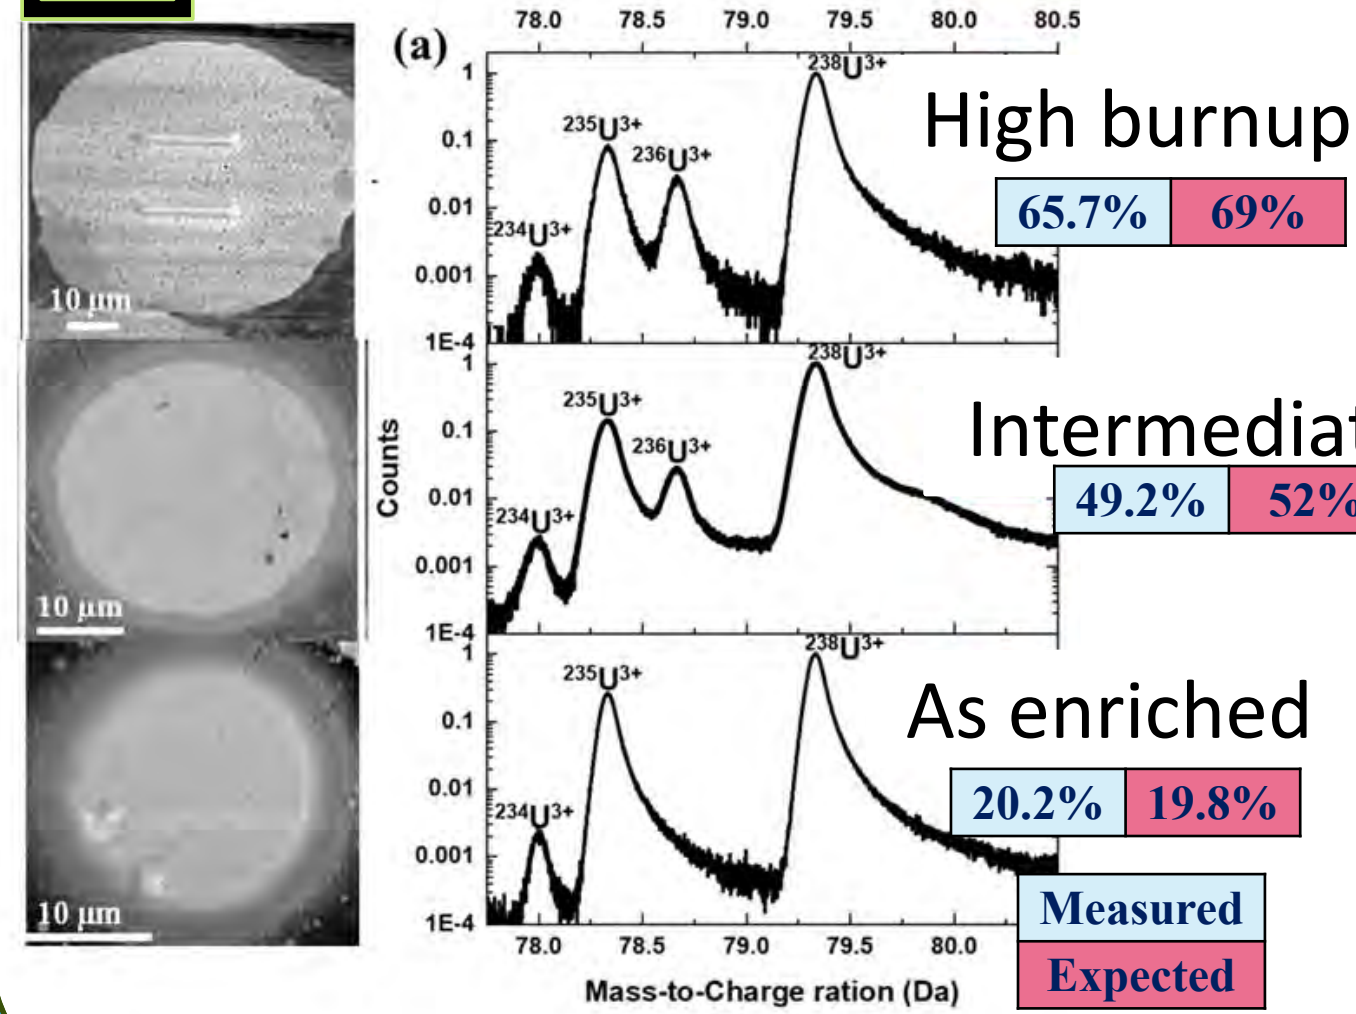 78.0 78.5 79.0 79.5 80.0 80.5
(a)
1
0.1
0.01
0.001
1E-4
234U3+
235U3+
236U3+
238U3+
High burnup
65.7% 69%
10 µm
1
0.1
0.01
0.001
1E-4
234U3+
235U3+
236U3+
238U3+
Intermediat
49.2% 52%
10 µm
Counts
1
0.1
0.01
0.001
1E-4
234U3+
235U3+
238U3+
As enriched
20.2% 19.8%
10 µm
78.0 78.5 79.0 79.5 80.0
Mass-to-Charge ration (Da)
Measured
Expected